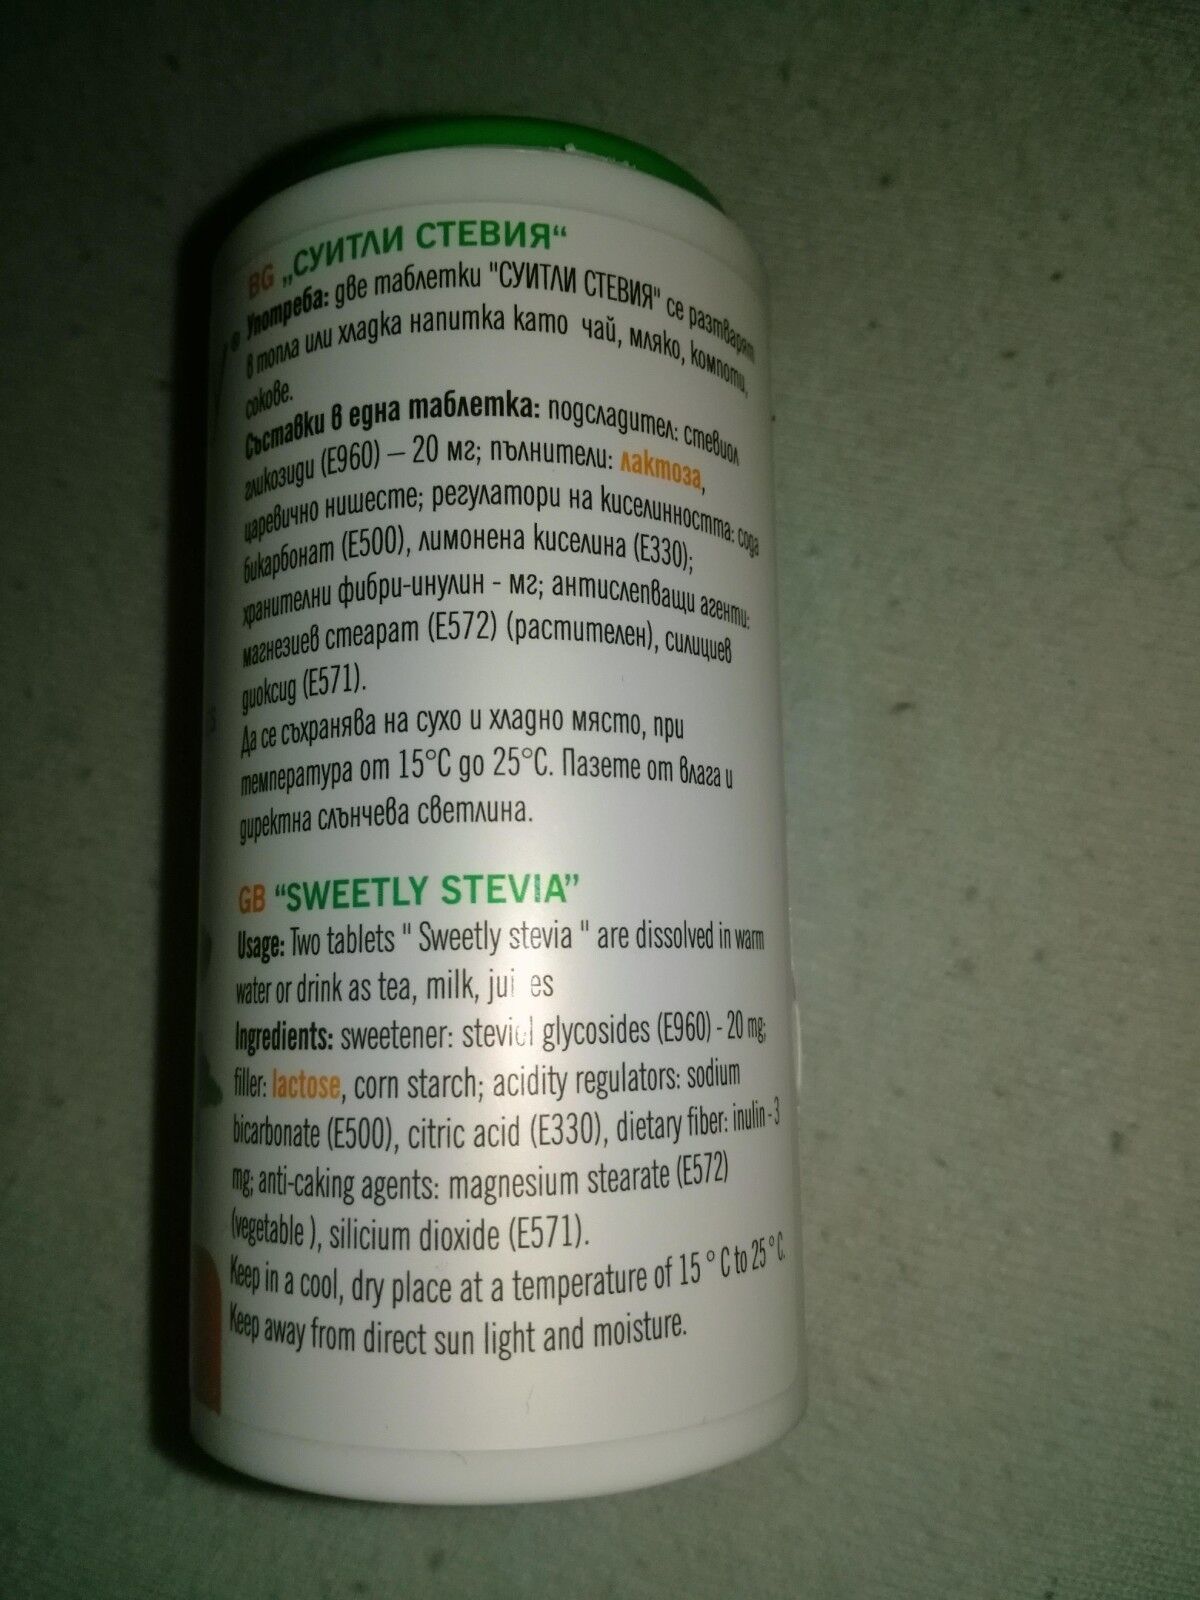 BG „СУИТЛИ СТЕВИЯ“
Употреба: две таблетки "СУИТЛИ СТЕВИЯ" се разтварят
в топла или хладка напитка като чай, мляко, компоти,
сокове.
Съставки в една таблетка: подсладител: стевиол
гликозиди (Е960) – 20 мг; пълнители: лактоза,
царевично нишесте; регулатори на киселинността: сода
бикарбонат (Е500), лимонена киселина (Е330);
хранителни фибри-инулин - мг; антислепващи агенти:
магнезиев стеарат (Е572) (растителен), силициев
диоксид (Е571).
Да се съхранява на сухо и хладно място, при
температура от 15°C до 25°C. Пазете от влага и
директна слънчева светлина.
GB “SWEETLY STEVIA”
Usage: Two tablets " Sweetly stevia " are dissolved in warm
water or drink as tea, milk, jui es
Ingredients: sweetener: steviol glycosides (E960) - 20 mg;
filler: lactose, corn starch; acidity regulators: sodium
bicarbonate (E500), citric acid (E330), dietary fiber: inulin - 3
mg; anti-caking agents: magnesium stearate (E572)
(vegetable ), silicium dioxide (E571).
Keep in a cool, dry place at a temperature of 15 ° C to 25 ° C.
Keep away from direct sun light and moisture.